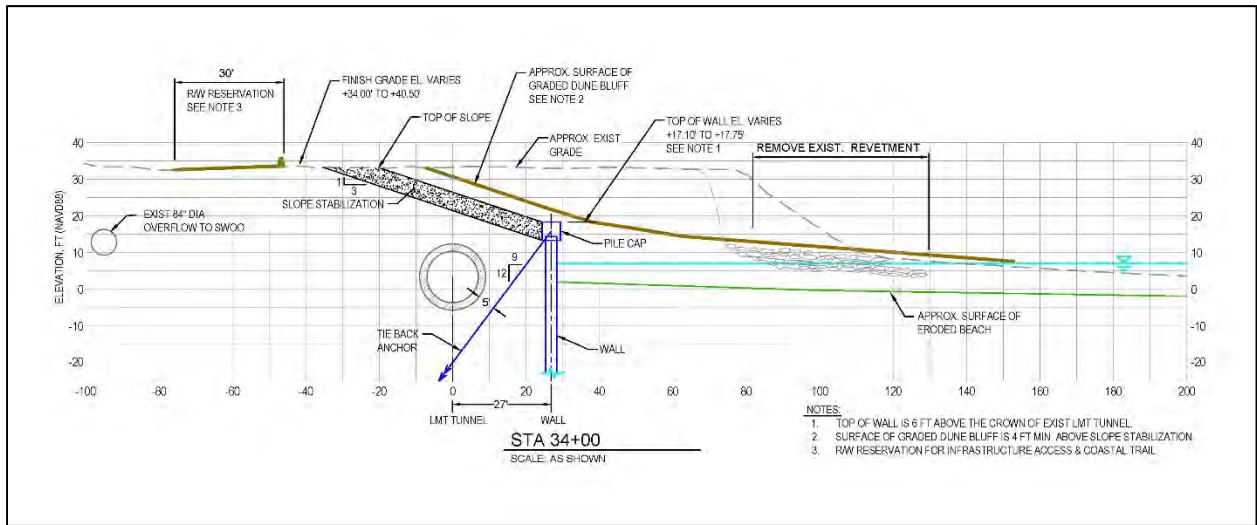 30'
R/W RESERVATION
SEE NOTE 3
FINISH GRADE EL. VARIES
+34.00' TO +40.50'
TOP OF SLOPE
APPROX. SURFACE OF
GRADED DUNE BLUFF
SEE NOTE 2
APPROX. EXIST
GRADE
TOP OF WALL EL. VARIES
+17.10' TO +17.75'
SEE NOTE 1
REMOVE EXIST. REVETMENT
40
30
20
10
0
-10
-20
ELEVATION, FT (NAVD88)
EXIST 84" DIA
OVERFLOW TO SWOO
1
3
SLOPE STABILIZATION
PILE CAP
9
12
5'
TIE BACK
ANCHOR
WALL
APPROX. SURFACE OF
ERODED BEACH
40
30
20
10
0
-10
-20
-100 -80 -60 -40 -20 0 20 40 60 80 100 120 140 160 180 200
27'
LMT TUNNEL
WALL
STA 34+00
SCALE: AS SHOWN
NOTES:
1. TOP OF WALL IS 6 FT ABOVE THE CROWN OF EXIST LMT TUNNEL
2. SURFACE OF GRADED DUNE BLUFF IS 4 FT MIN. ABOVE SLOPE STABILIZATION
3. R/W RESERVATION FOR INFRASTRUCTURE ACCESS & COASTAL TRAIL